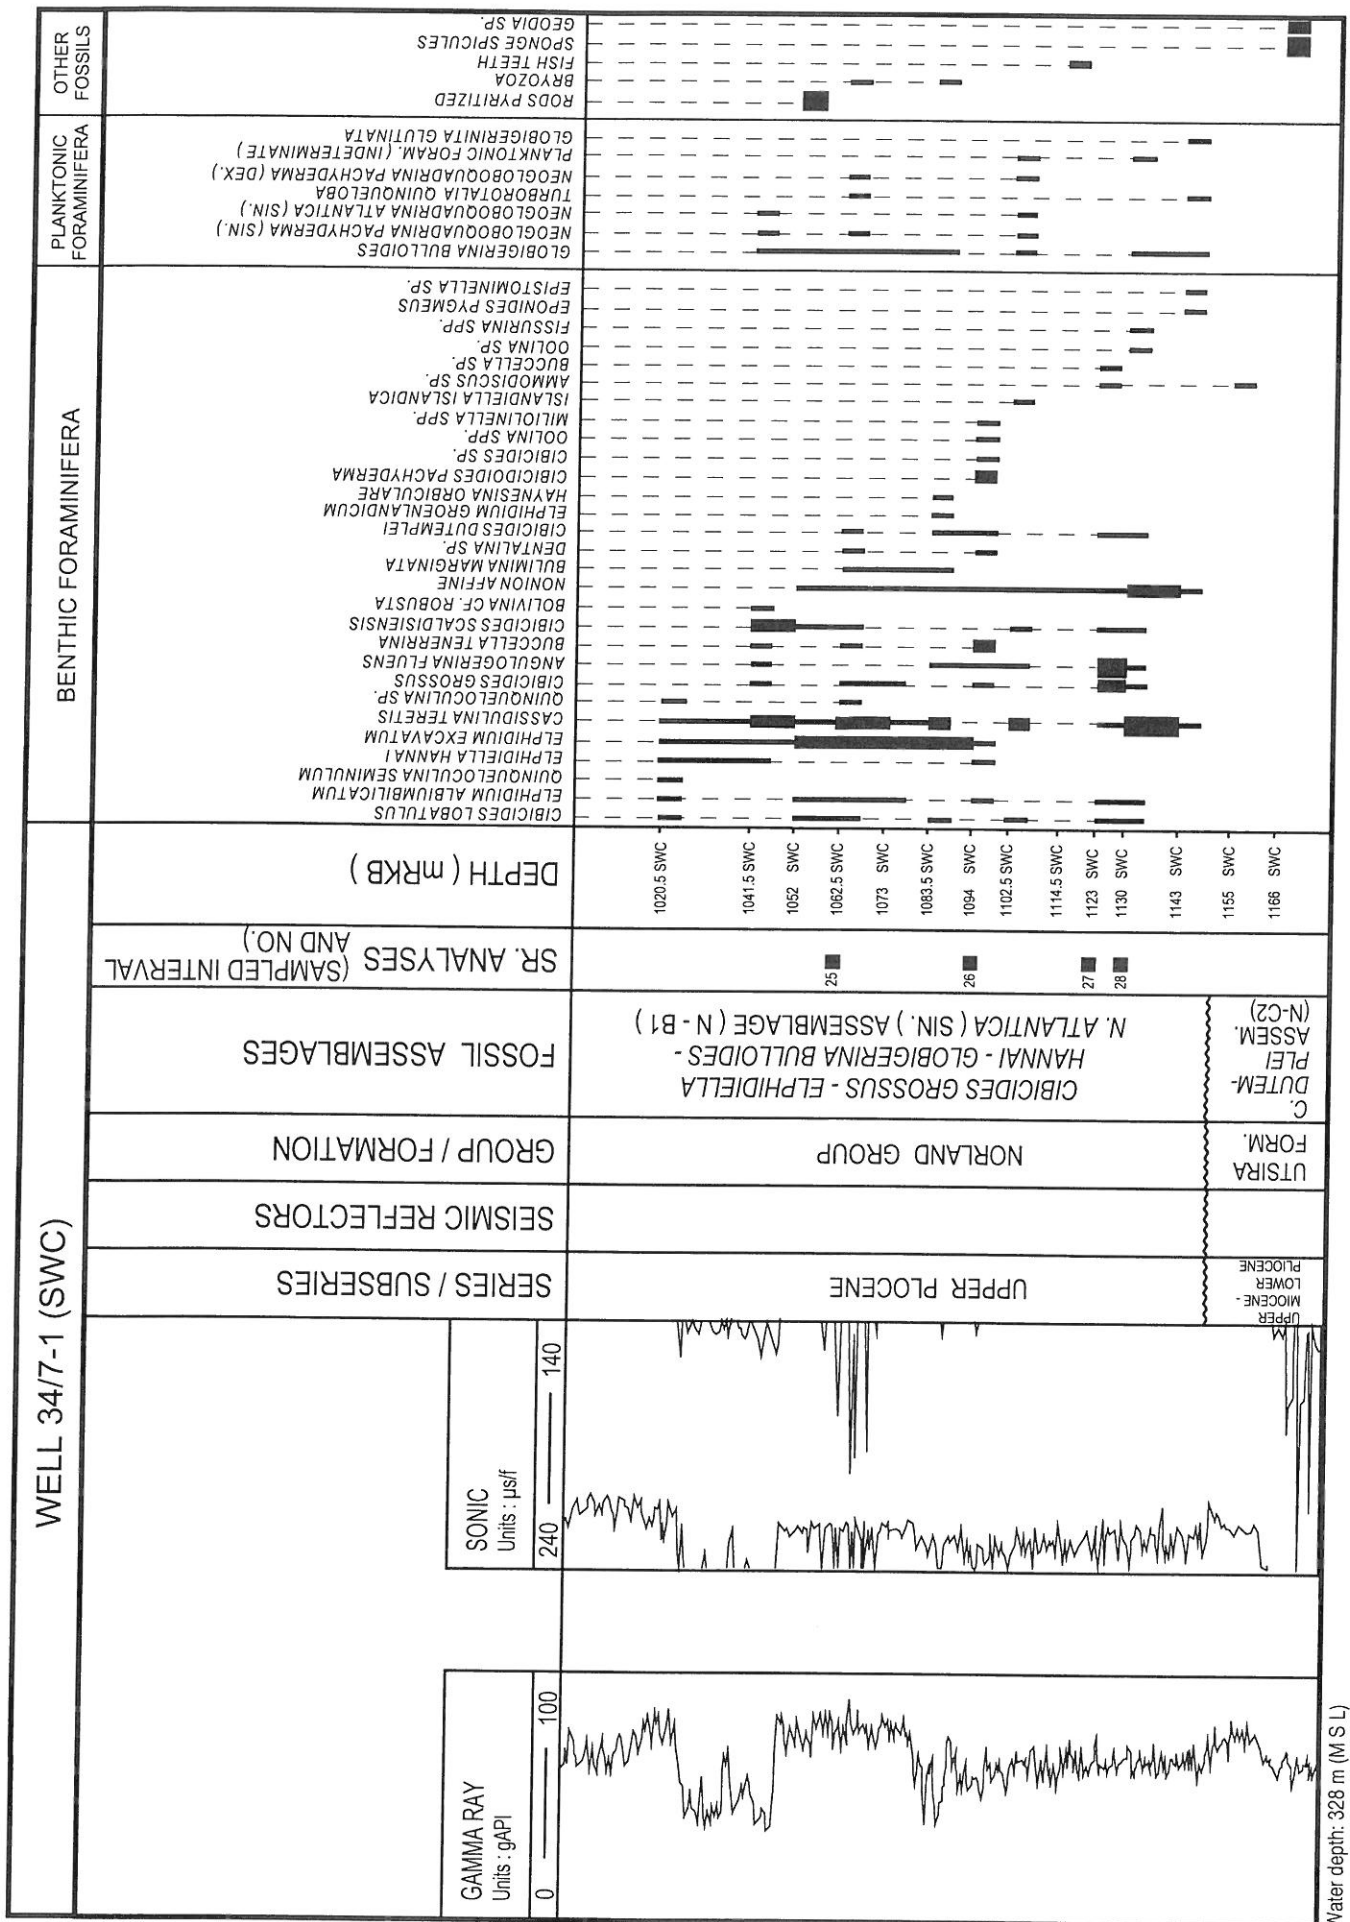 WELL 34/7-1 (SWC)
GAMMA RAY
Units : gAPI
0 100
SONIC
Units : µs/f
240 140
SERIES / SUBSERIES
UPPER PLOCENE
UPPER
MIOCENE -
LOWER
PLIOCENE
SEISMIC REFLECTORS
GROUP / FORMATION
NORLAND GROUP
UTSIRA
FORM.
FOSSIL ASSEMBLAGES
CIBICIDES GROSSUS - ELPHIDIELLA
HANNAI - GLOBIGERINA BULLOIDES -
N. ATLANTICA ( SIN. ) ASSEMBLAGE ( N - B1 )
C.
DUTEM-
PLEI
ASSEM.
(N-C2)
SR. ANALYSES (SAMPLED INTERVAL
AND NO.)
25
26
27
28
DEPTH ( mRKB )
1020.5 SWC
1041.5 SWC
1052 SWC
1062.5 SWC
1073 SWC
1083.5 SWC
1094 SWC
1102.5 SWC
1114.5 SWC
1123 SWC
1130 SWC
1143 SWC
1155 SWC
1166 SWC
BENTHIC FORAMINIFERA
CIBICIDES LOBATULUS
ELPHIDIUM ALBIUMBILICATUM
QUINQUELOCULINA SEMINULUM
ELPHIDIELLA HANNA I
ELPHIDIUM EXCAVATUM
CASSIDULINA TERETIS
QUINQUELOCULINA SP.
CIBICIDES GROSSUS
ANGULOGERINA FLUENS
BUCCELLA TENERRINA
CIBICIDES SCALDISIENSIS
BOLIVINA CF. ROBUSTA
NONION AFFINE
BULIMINA MARGINATA
DENTALINA SP.
CIBICIDES DUTEMPLEI
ELPHIDIUM GROENLANDICUM
HAYNESINA ORBICULARE
CIBICIDOIDES PACHYDERMA
CIBICIDES SP.
OOLINA SPP.
MILIOLINELLA SPP.
ISLANDIELLA ISLANDICA
AMMODISCUS SP.
BUCCELLA SP.
OOLINA SP.
FISSURINA SPP.
EPONIDES PYGMEUS
EPISTOMINELLA SP.
PLANKTONIC
FORAMINIFERA
GLOBIGERINA BULLOIDES
NEOGLOBOQUADRINA PACHYDERMA (SIN.)
NEOGLOBOQUADRINA ATLANTICA (SIN.)
TURBOROTALIA QUINQUELOBA
NEOGLOBOQUADRINA PACHYDERMA (DEX.)
PLANKTONIC FORAM. ( INDETERMINATE )
GLOBIGERINITA GLUTINATA
OTHER
FOSSILS
RODS PYRITIZED
BRYOZOA
FISH TEETH
SPONGE SPICULES
GEODIA SP.
Water depth: 328 m (M S L)